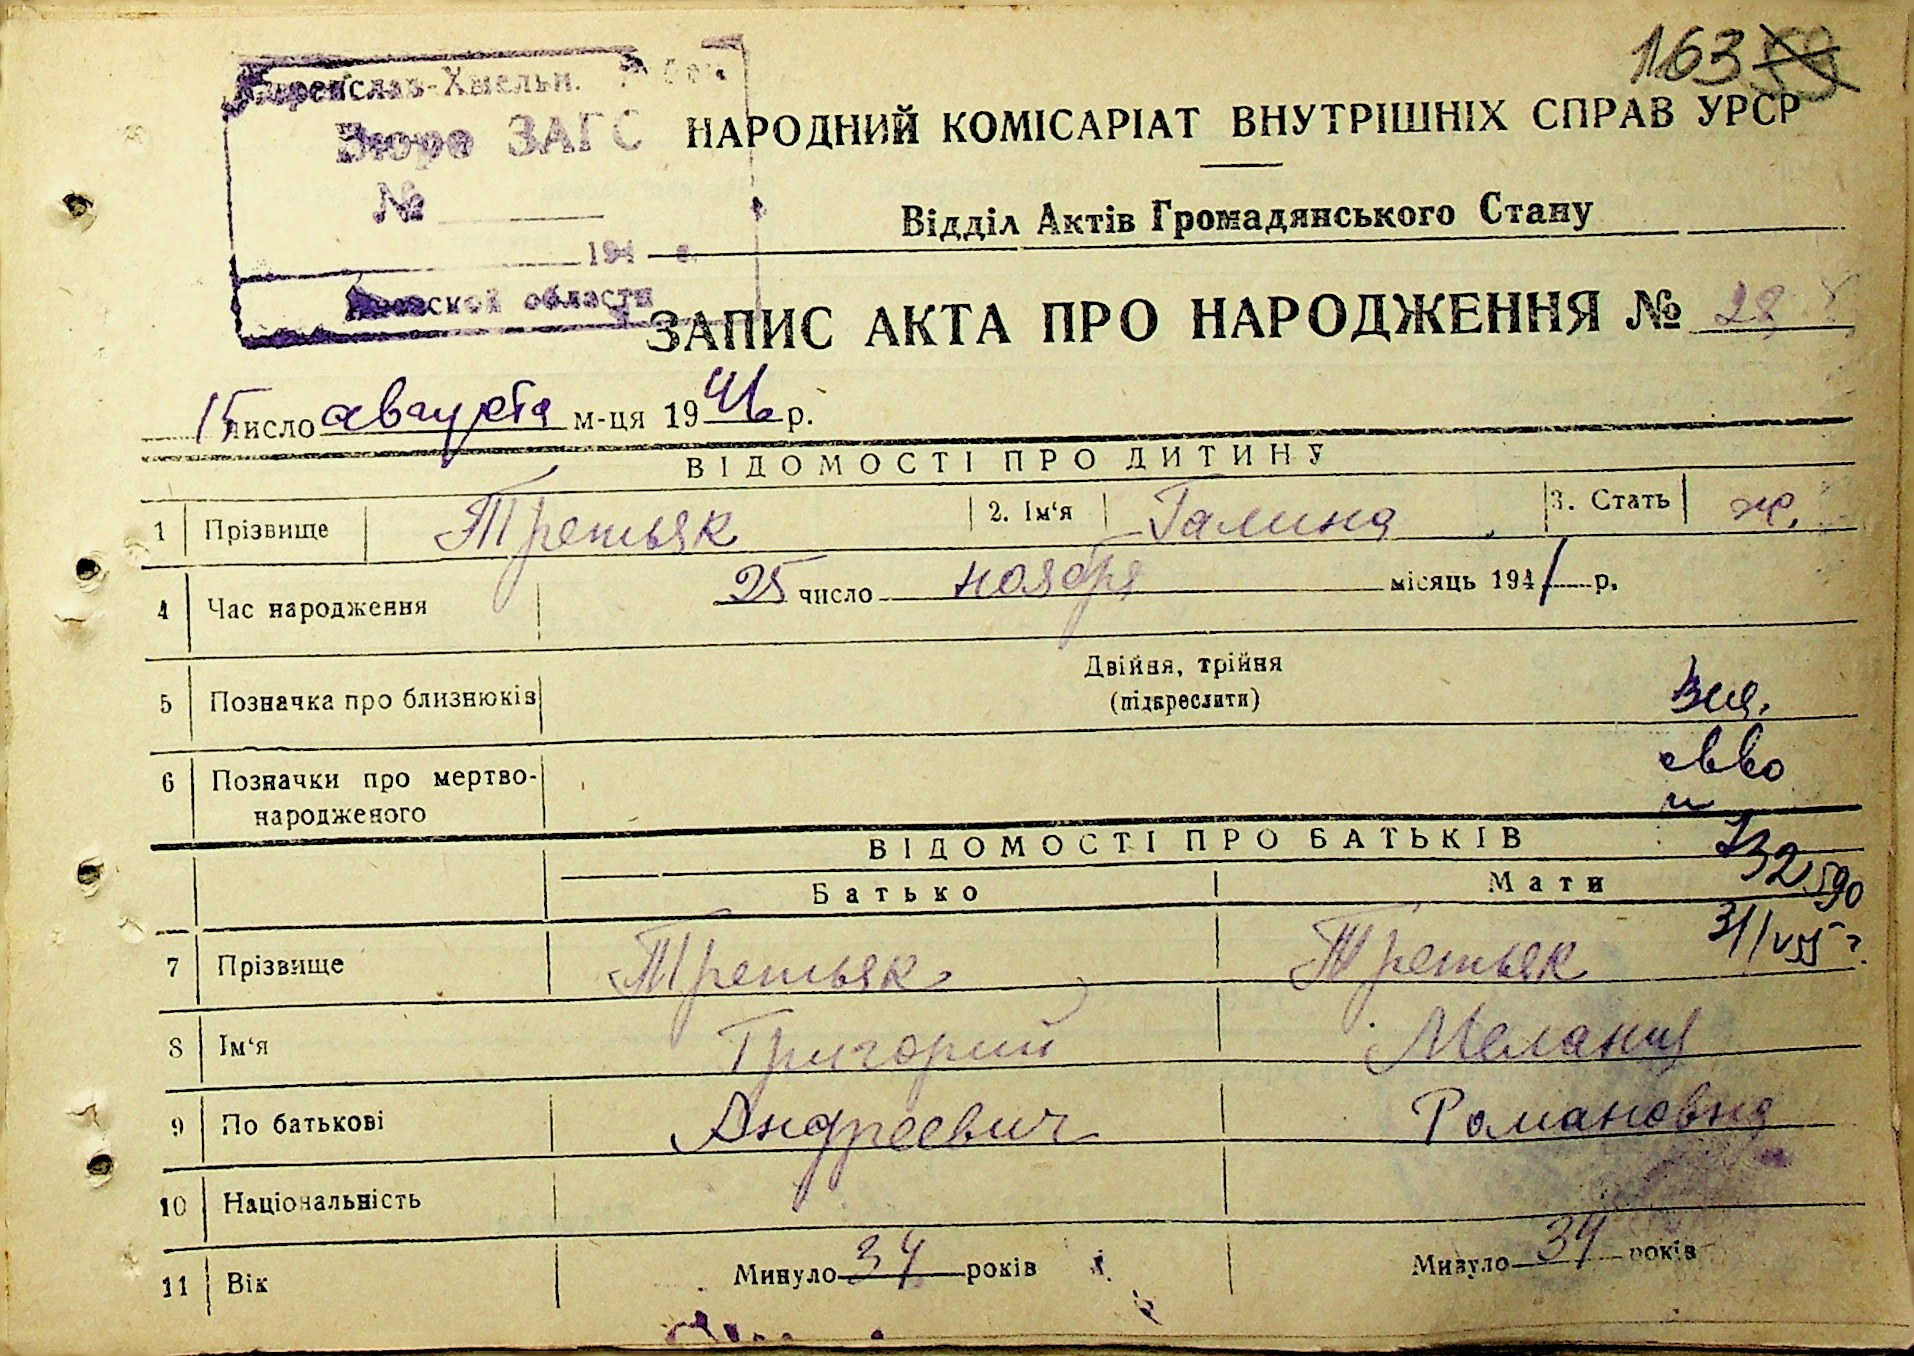 163 59
Переяслав-Хмельн.
Бюро ЗАГС
НАРОДНИЙ КОМІСАРІАТ ВНУТРІШНІХ СПРАВ УРСР
№
Відділ Актів Громадянського Стану
194 г.
Киевской области
ЗАПИС АКТА ПРО НАРОДЖЕННЯ № 28
15 число августа м-ця 1946 р.
ВІДОМОСТІ ПРО ДИТИНУ
1 Прізвище Третьяк 2. Ім'я Галина 3. Стать ж.
4 Час народження 25 число ноября місяць 1941 р.
Двійня, трійня
5 Позначка про близнюків (підкреслити)
6 Позначки про мертво-
народженого
ВІДОМОСТІ ПРО БАТЬКІВ
Батько Мати
7 Прізвище Третьяк Третьяк
8 Ім'я Григорий Мелания
9 По батькові Андреевич Романовна
10 Національність
11 Вік Минуло 34 років Минуло 34 років